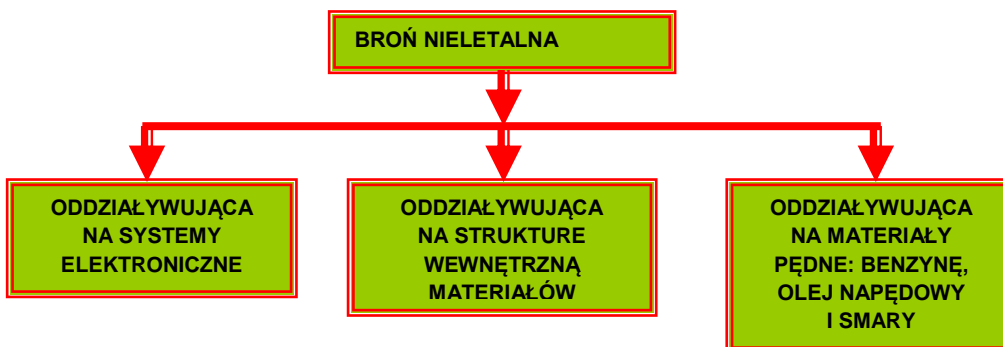 BROŃ NIELETALNA
ODDZIAŁYWUJĄCA
NA SYSTEMY
ELEKTRONICZNE
ODDZIAŁYWUJĄCA
NA STRUKTURE
WEWNĘTRZNĄ
MATERIAŁÓW
ODDZIAŁYWUJĄCA
NA MATERIAŁY
PĘDNE: BENZYNĘ,
OLEJ NAPĘDOWY
I SMARY